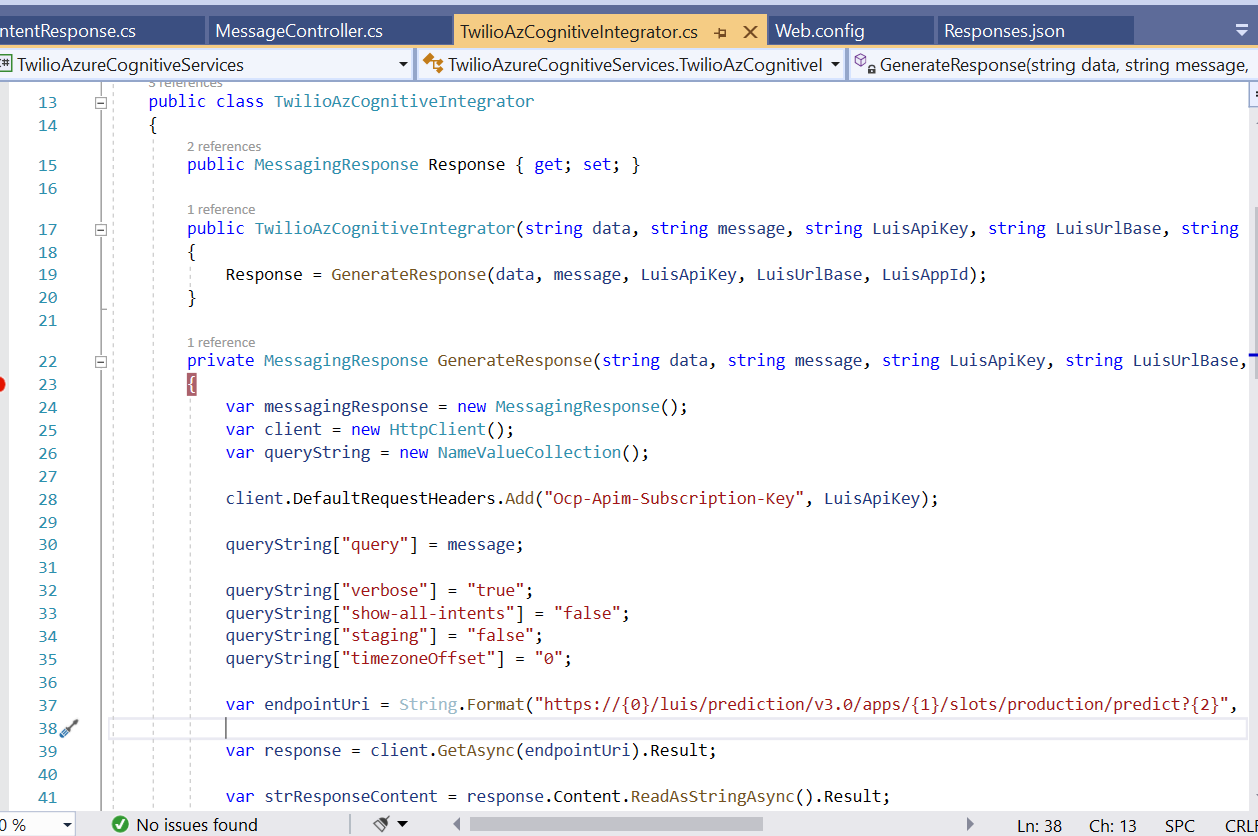 ntentResponse.cs MessageController.cs TwilioAzCognitiveIntegrator.cs Web.config Responses.json
C# TwilioAzureCognitiveServices TwilioAzureCognitiveServices.TwilioAzCognitiveI GenerateResponse(string data, string message,
3 references
13 public class TwilioAzCognitiveIntegrator
14 {
2 references
15 public MessagingResponse Response { get; set; }
16
1 reference
17 public TwilioAzCognitiveIntegrator(string data, string message, string LuisApiKey, string LuisUrlBase, string
18 {
19 Response = GenerateResponse(data, message, LuisApiKey, LuisUrlBase, LuisAppId);
20 }
21
1 reference
22 private MessagingResponse GenerateResponse(string data, string message, string LuisApiKey, string LuisUrlBase,
23 {
24 var messagingResponse = new MessagingResponse();
25 var client = new HttpClient();
26 var queryString = new NameValueCollection();
27
28 client.DefaultRequestHeaders.Add("Ocp-Apim-Subscription-Key", LuisApiKey);
29
30 queryString["query"] = message;
31
32 queryString["verbose"] = "true";
33 queryString["show-all-intents"] = "false";
34 queryString["staging"] = "false";
35 queryString["timezoneOffset"] = "0";
36
37 var endpointUri = String.Format("https://{0}/luis/prediction/v3.0/apps/{1}/slots/production/predict?{2}",
38
39 var response = client.GetAsync(endpointUri).Result;
40
41 var strResponseContent = response.Content.ReadAsStringAsync().Result;
0 % No issues found Ln: 38 Ch: 13 SPC CRLF